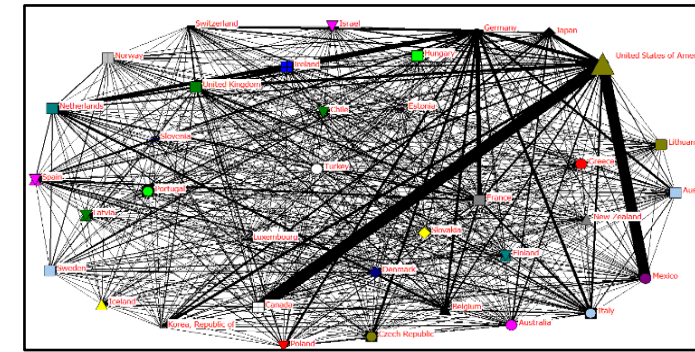 Switzerland
Israel
Germany
Japan
Norway
Ireland
Hungary
United States of Amer
United Kingdom
Netherlands
Chile
Estonia
Slovenia
Lithuan
Turkey
Greece
Spain
Portugal
France
Aus
Latvia
New Zealand
Luxembourg
Slovakia
Finland
Sweden
Denmark
Mexico
Iceland
Canada
Belgium
Italy
Korea, Republic of
Australia
Czech Republic
Poland